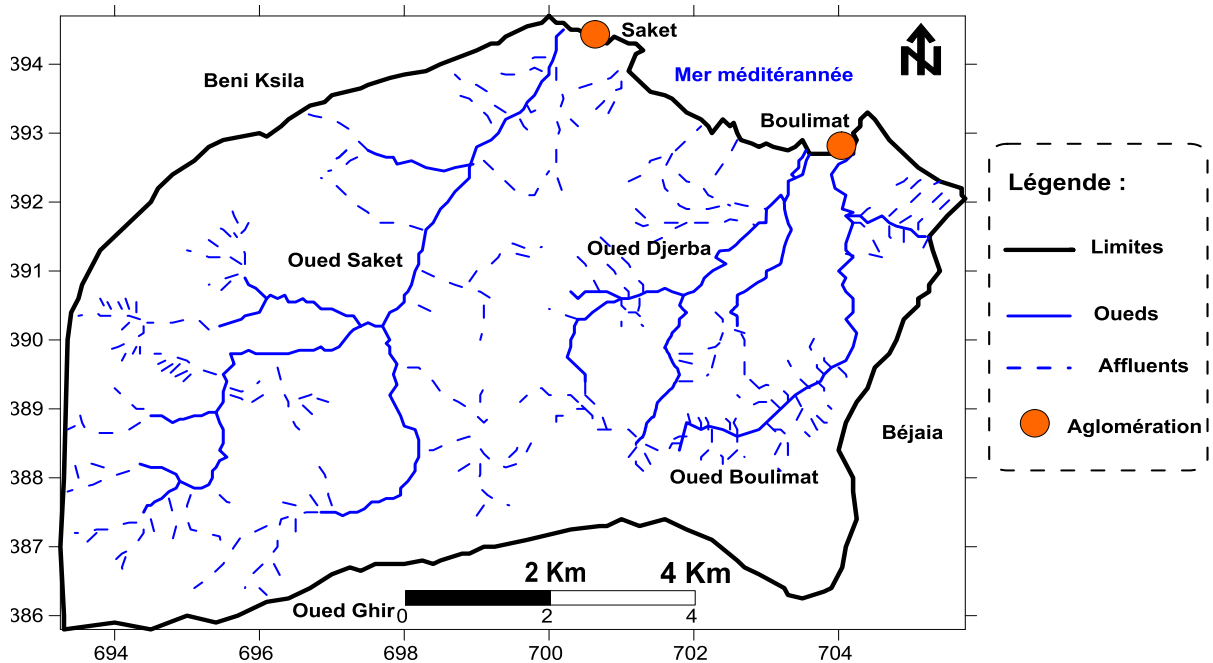 Saket
394
Beni Ksila
Mer méditérannée
N
393
Boulimat
Légende :
392
Oued Saket
Oued Djerba
Limites
391
Oueds
390
Affluents
389
Aglomération
Béjaia
388
Oued Boulimat
387
2 Km
4 Km
386
Oued Ghir
0
2
4
694
696
698
700
702
704